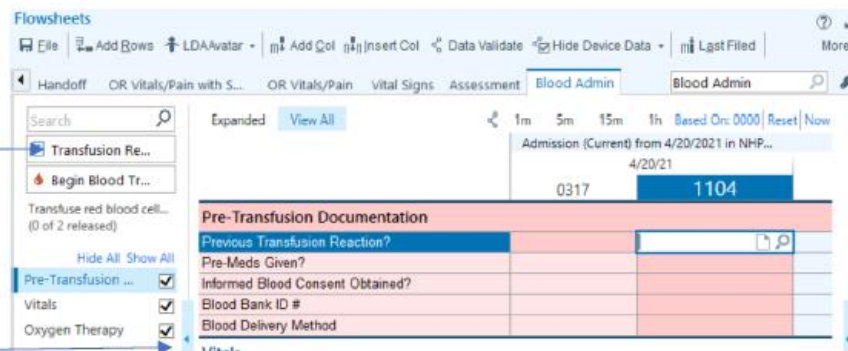 Flowsheets
File Add Rows LDAAvatar Add Col Insert Col Data Validate Hide Device Data Last Filed More
Handoff OR Vitals/Pain with S... OR Vitals/Pain Vital Signs Assessment Blood Admin Blood Admin
Search Expanded View All 1m 5m 15m 1h Based On: 0000 Reset Now
Transfusion Re...
Admission (Current) from 4/20/2021 in NHP...
4/20/21
Begin Blood Tr...
0317 1104
Transfuse red blood cell...
(0 of 2 released)
Pre-Transfusion Documentation
Hide All Show All
Previous Transfusion Reaction?
Pre-Transfusion ...
Pre-Meds Given?
Informed Blood Consent Obtained?
Vitals
Blood Bank ID #
Oxygen Therapy
Blood Delivery Method
Vitals